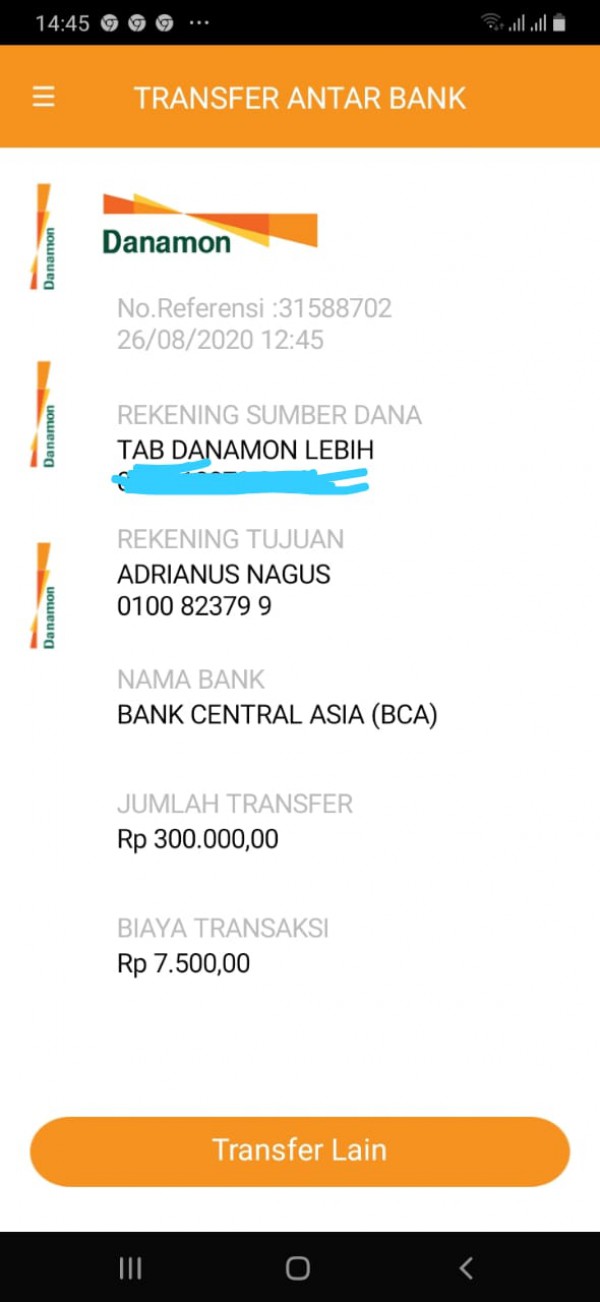 14:45
TRANSFER ANTAR BANK
Danamon
Danamon
No.Referensi :31588702
26/08/2020 12:45
Danamon
REKENING SUMBER DANA
TAB DANAMON LEBIH
REKENING TUJUAN
ADRIANUS NAGUS
0100 82379 9
Danamon
NAMA BANK
BANK CENTRAL ASIA (BCA)
JUMLAH TRANSFER
Rp 300.000,00
BIAYA TRANSAKSI
Rp 7.500,00
Transfer Lain